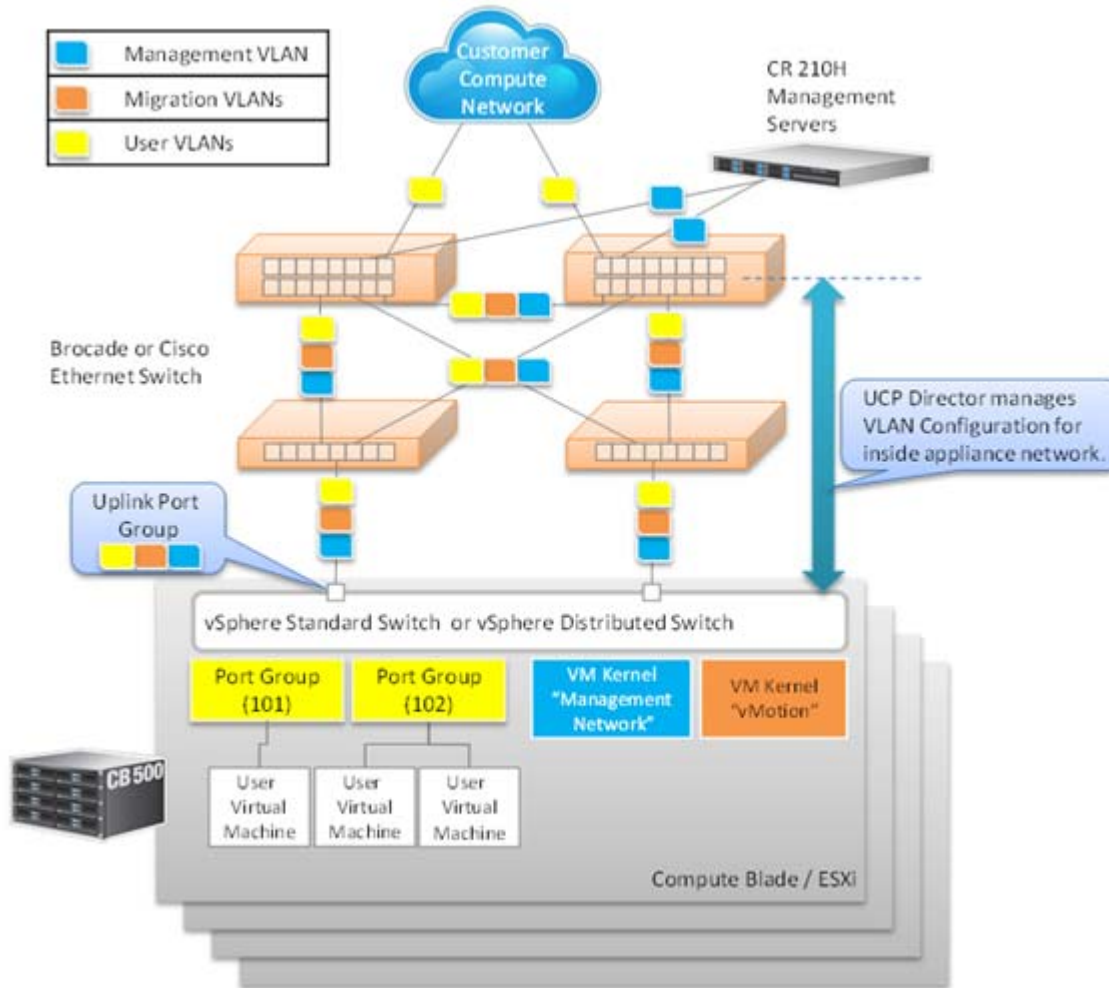 Management VLAN
Migration VLANs
User VLANs
Customer
Compute
Network
CR 210H
Management
Servers
Brocade or Cisco
Ethernet Switch
UCP Director manages
VLAN Configuration for
inside appliance network.
Uplink Port
Group
vSphere Standard Switch or vSphere Distributed Switch
Port Group
(101)
Port Group
(102)
VM Kernel
“Management
Network”
VM Kernel
“vMotion”
CB 500
User
Virtual
Machine
User
Virtual
Machine
User
Virtual
Machine
Compute Blade / ESXi